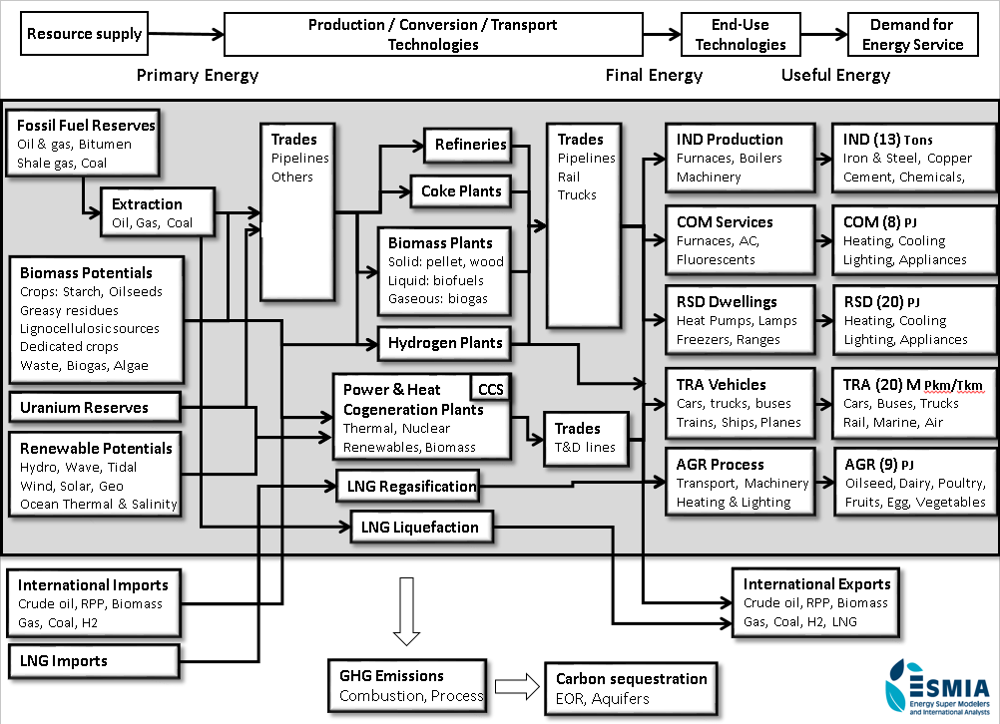 Resource supply
Production / Conversion / Transport
Technologies
End-Use
Technologies
Demand for
Energy Service
Primary Energy
Final Energy
Useful Energy
Fossil Fuel Reserves
Oil & gas, Bitumen
Shale gas, Coal
Extraction
Oil, Gas, Coal
Biomass Potentials
Crops: Starch, Oilseeds
Greasy residues
Lignocellulosic sources
Dedicated crops
Waste, Biogas, Algae
Uranium Reserves
Renewable Potentials
Hydro, Wave, Tidal
Wind, Solar, Geo
Ocean Thermal & Salinity
Trades
Pipelines
Others
Refineries
Coke Plants
Biomass Plants
Solid: pellet, wood
Liquid: biofuels
Gaseous: biogas
Hydrogen Plants
Power & Heat
CCS
Cogeneration Plants
Thermal, Nuclear
Renewables, Biomass
LNG Regasification
LNG Liquefaction
Trades
Pipelines
Rail
Trucks
Trades
T&D lines
IND Production
Furnaces, Boilers
Machinery
COM Services
Furnaces, AC,
Fluorescents
RSD Dwellings
Heat Pumps, Lamps
Freezers, Ranges
TRA Vehicles
Cars, trucks, buses
Trains, Ships, Planes
AGR Process
Transport, Machinery
Heating & Lighting
IND (13) Tons
Iron & Steel, Copper
Cement, Chemicals,
COM (8) PJ
Heating, Cooling
Lighting, Appliances
RSD (20) PJ
Heating, Cooling
Lighting, Appliances
TRA (20) M Pkm/Tkm
Cars, Buses, Trucks
Rail, Marine, Air
AGR (9) PJ
Oilseed, Dairy, Poultry,
Fruits, Egg, Vegetables
International Imports
Crude oil, RPP, Biomass
Gas, Coal, H2
LNG Imports
International Exports
Crude oil, RPP, Biomass
Gas, Coal, H2, LNG
GHG Emissions
Combustion, Process
Carbon sequestration
EOR, Aquifers
ESMIA
Energy Super Modelers
and International Analysts